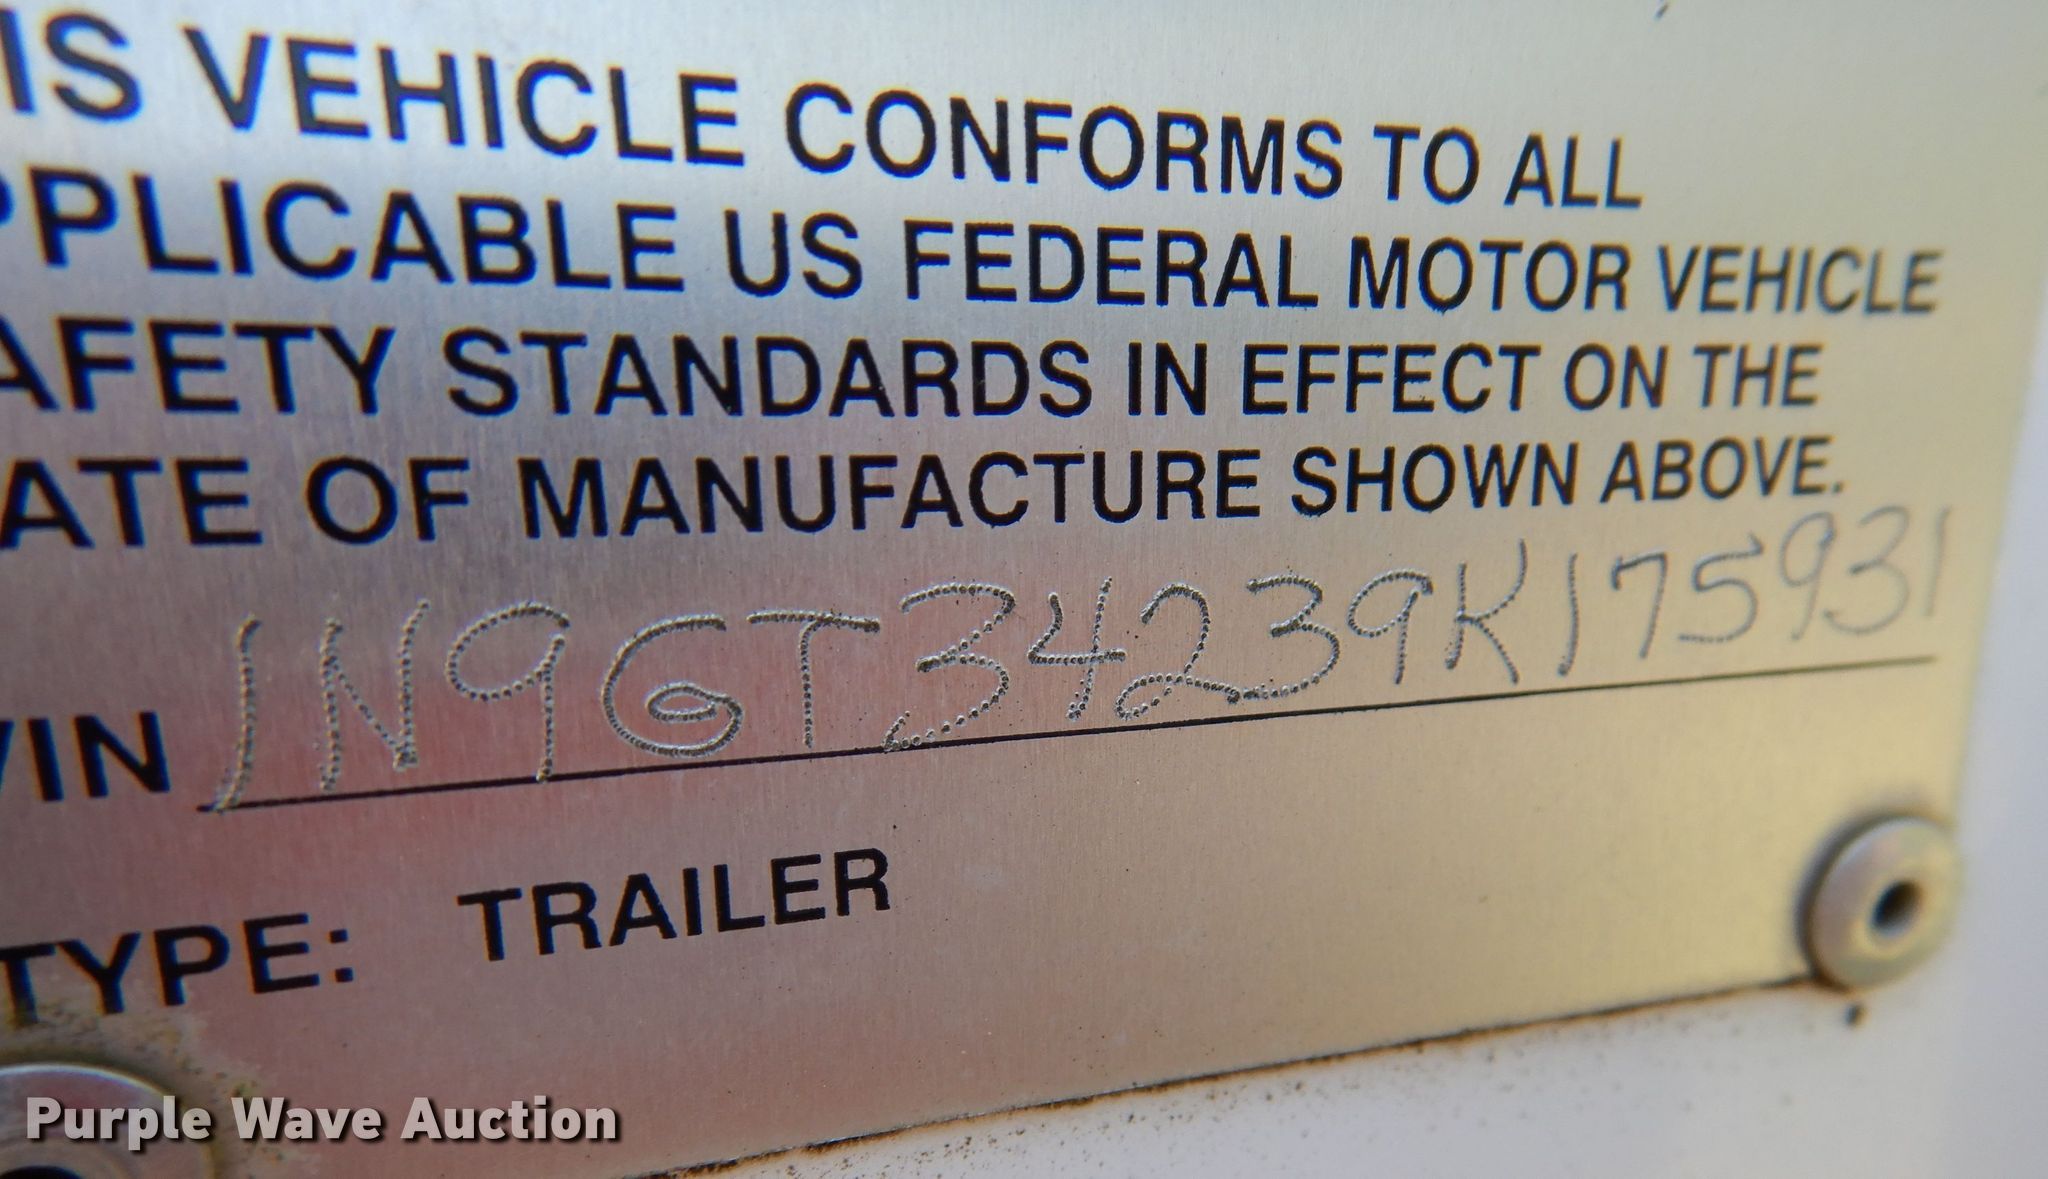 IS VEHICLE CONFORMS TO ALL
PPLICABLE US FEDERAL MOTOR VEHICLE
AFETY STANDARDS IN EFFECT ON THE
ATE OF MANUFACTURE SHOWN ABOVE.
VIN 1N9GT34239K175931
TYPE: TRAILER
Purple Wave Auction